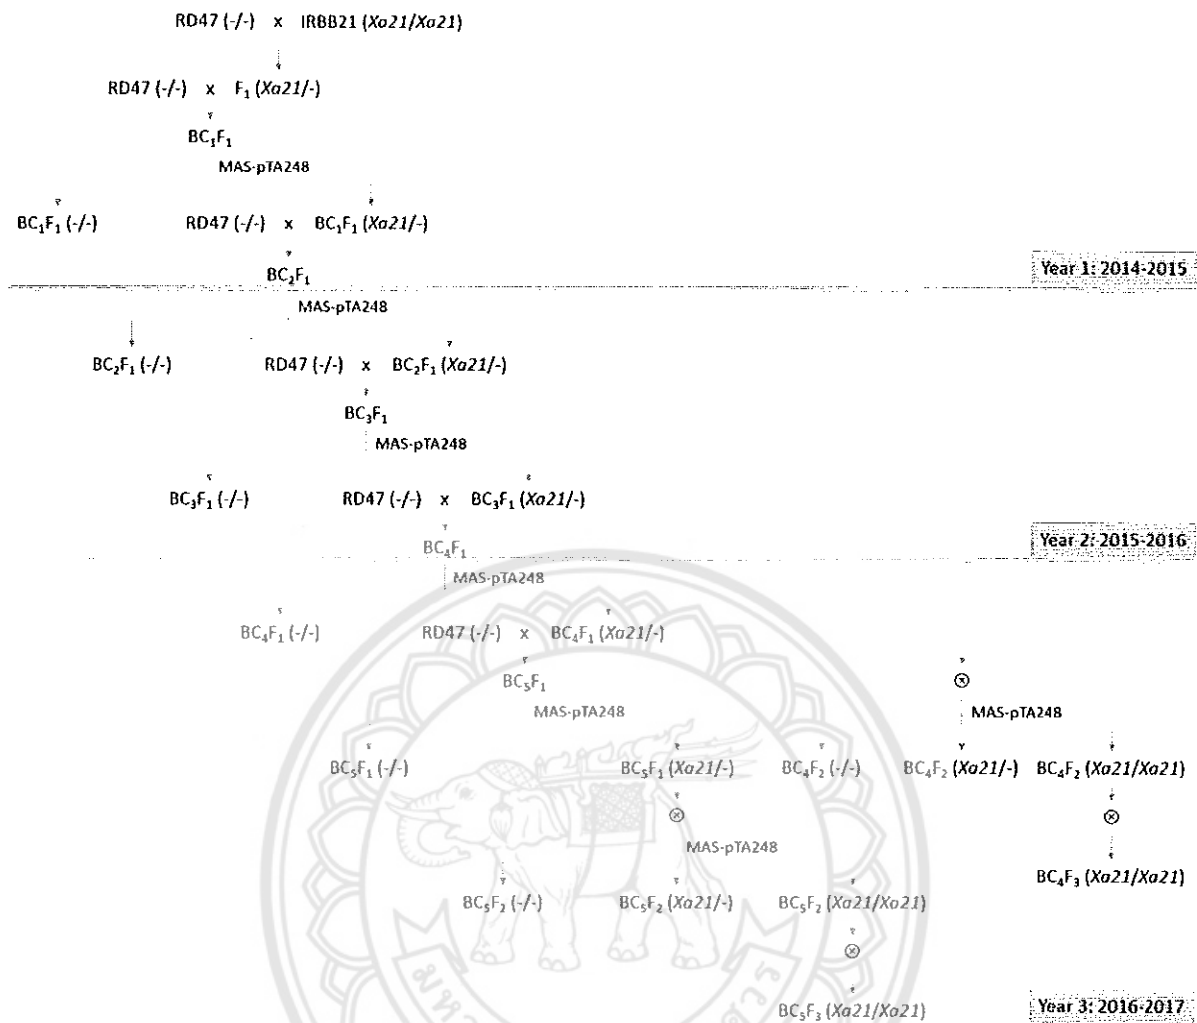 RD47 (-/-) x IRBB21 (Xa21/Xa21)
RD47 (-/-) x F₁ (Xa21/-)
BC₁F₁
MAS-pTA248
BC₁F₁ (-/-) RD47 (-/-) x BC₁F₁ (Xa21/-)
BC₂F₁
Year 1: 2014-2015
MAS-pTA248
BC₂F₁ (-/-) RD47 (-/-) x BC₂F₁ (Xa21/-)
BC₃F₁
MAS-pTA248
BC₃F₁ (-/-) RD47 (-/-) x BC₃F₁ (Xa21/-)
BC₄F₁
Year 2: 2015-2016
MAS-pTA248
BC₄F₁ (-/-) RD47 (-/-) x BC₄F₁ (Xa21/-)
BC₅F₁ ⊗
MAS-pTA248 MAS-pTA248
BC₅F₁ (-/-) BC₅F₁ (Xa21/-) BC₄F₂ (-/-) BC₄F₂ (Xa21/-) BC₄F₂ (Xa21/Xa21)
⊗ ⊗
MAS-pTA248
BC₄F₃ (Xa21/Xa21)
BC₅F₂ (-/-) BC₅F₂ (Xa21/-) BC₅F₂ (Xa21/Xa21)
⊗
BC₅F₃ (Xa21/Xa21)
Year 3: 2016-2017